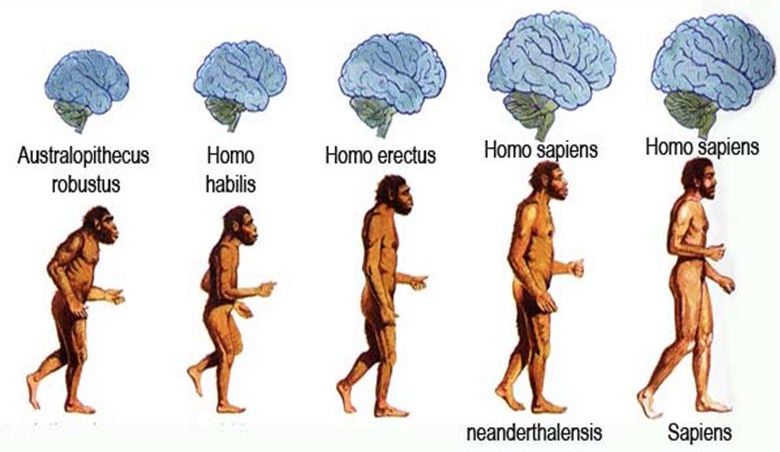 Australopithecus
robustus
Homo
habilis
Homo erectus
Homo sapiens
neanderthalensis
Homo sapiens
Sapiens